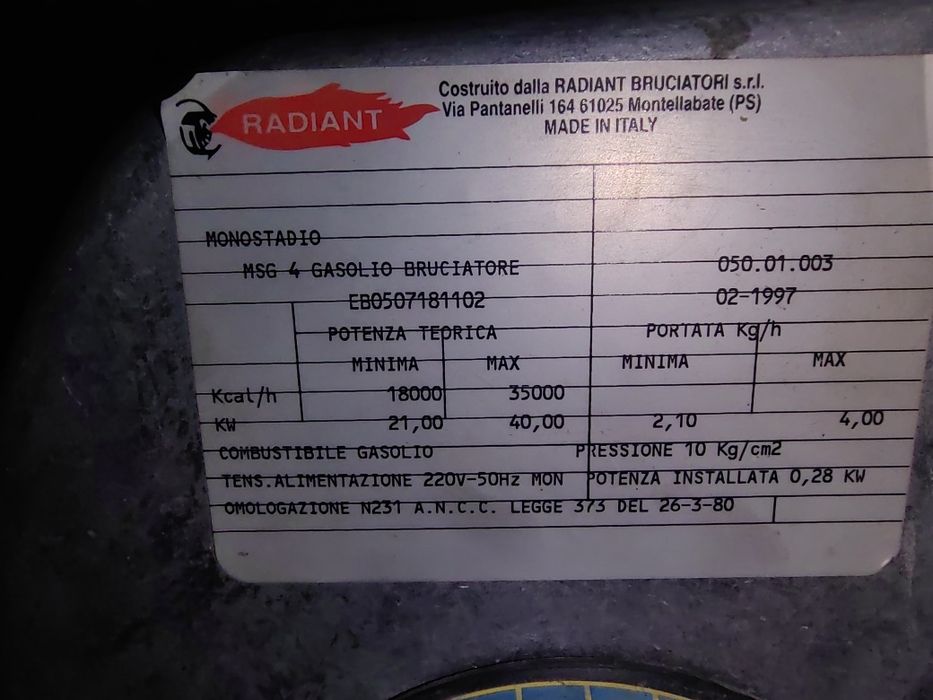 RADIANT
Costruito dalla RADIANT BRUCIATORI s.r.l.
Via Pantanelli 164 61025 Montellabate (PS)
MADE IN ITALY
MONOSTADIO
MSG 4 GASOLIO BRUCIATORE 050.01.003
EB0507181102 02-1997
POTENZA TEORICA PORTATA Kg/h
MINIMA MAX MINIMA MAX
Kcal/h 18000 35000
KW 21,00 40,00 2,10 4,00
COMBUSTIBILE GASOLIO PRESSIONE 10 Kg/cm2
TENS.ALIMENTAZIONE 220V-50Hz MON POTENZA INSTALLATA 0,28 KW
OMOLOGAZIONE N231 A.N.C.C. LEGGE 373 DEL 26-3-80